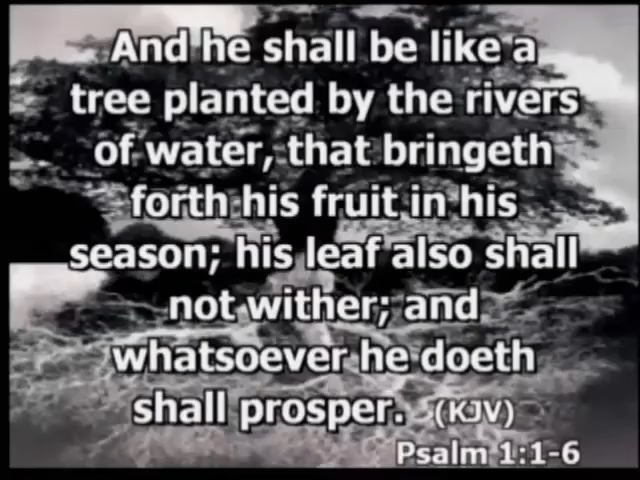 And he shall be like a
tree planted by the rivers
of water, that bringeth
forth his fruit in his
season; his leaf also shall
not wither; and
whatsoever he doeth
shall prosper. (KJV)
Psalm 1:1-6